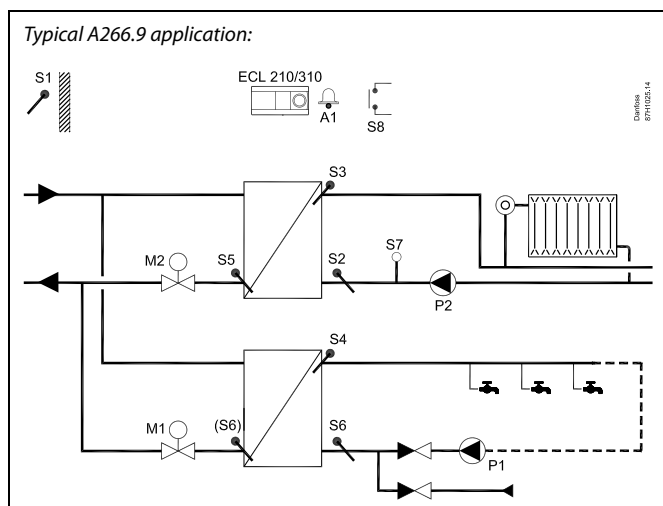 Typical A266.9 application:
S1
ECL 210/310
A1
S8
Danfoss
87H1025.14
S3
M2
S5
S2
S7
P2
S4
M1
(S6)
S6
P1